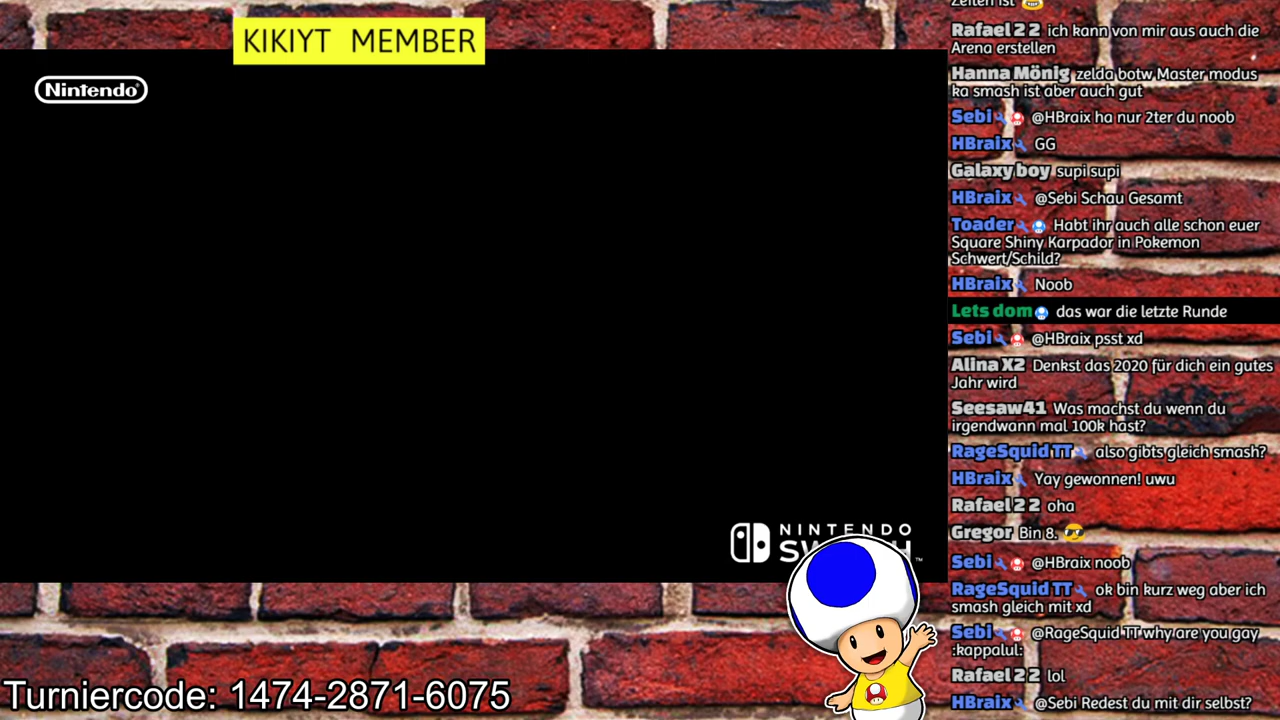 KIKIYT MEMBER
Nintendo
NINTENDO
Turniercode: 1474-2871-6075
Zeiten ist
Rafael 2 2 ich kann von mir aus auch die
Arena erstellen
Hanna Mönig zelda botw Master modus
ka smash ist aber auch gut
Sebi @HBraix ha nur 2ter du noob
HBraix GG
Galaxy boy supi supi
HBraix @Sebi Schau Gesamt
Toader Habt ihr auch alle schon euer
Square Shiny Karpador in Pokemon
Schwert/Schild?
HBraix Noob
Lets dom das war die letzte Runde
Sebi @HBraix psst xd
Alina X2 Denkst das 2020 für dich ein gutes
Jahr wird
Seesaw41 Was machst du wenn du
irgendwann mal 100k hast?
RageSquid TT also gibts gleich smash?
HBraix Yay gewonnen! uwu
Rafael 2 2 oha
Gregor Bin 8.
Sebi @HBraix noob
RageSquid TT ok bin kurz weg aber ich
smash gleich mit xd
Sebi @RageSquid TT why are you gay
:kappalul:
Rafael 2 2 lol
HBraix @Sebi Redest du mit dir selbst?